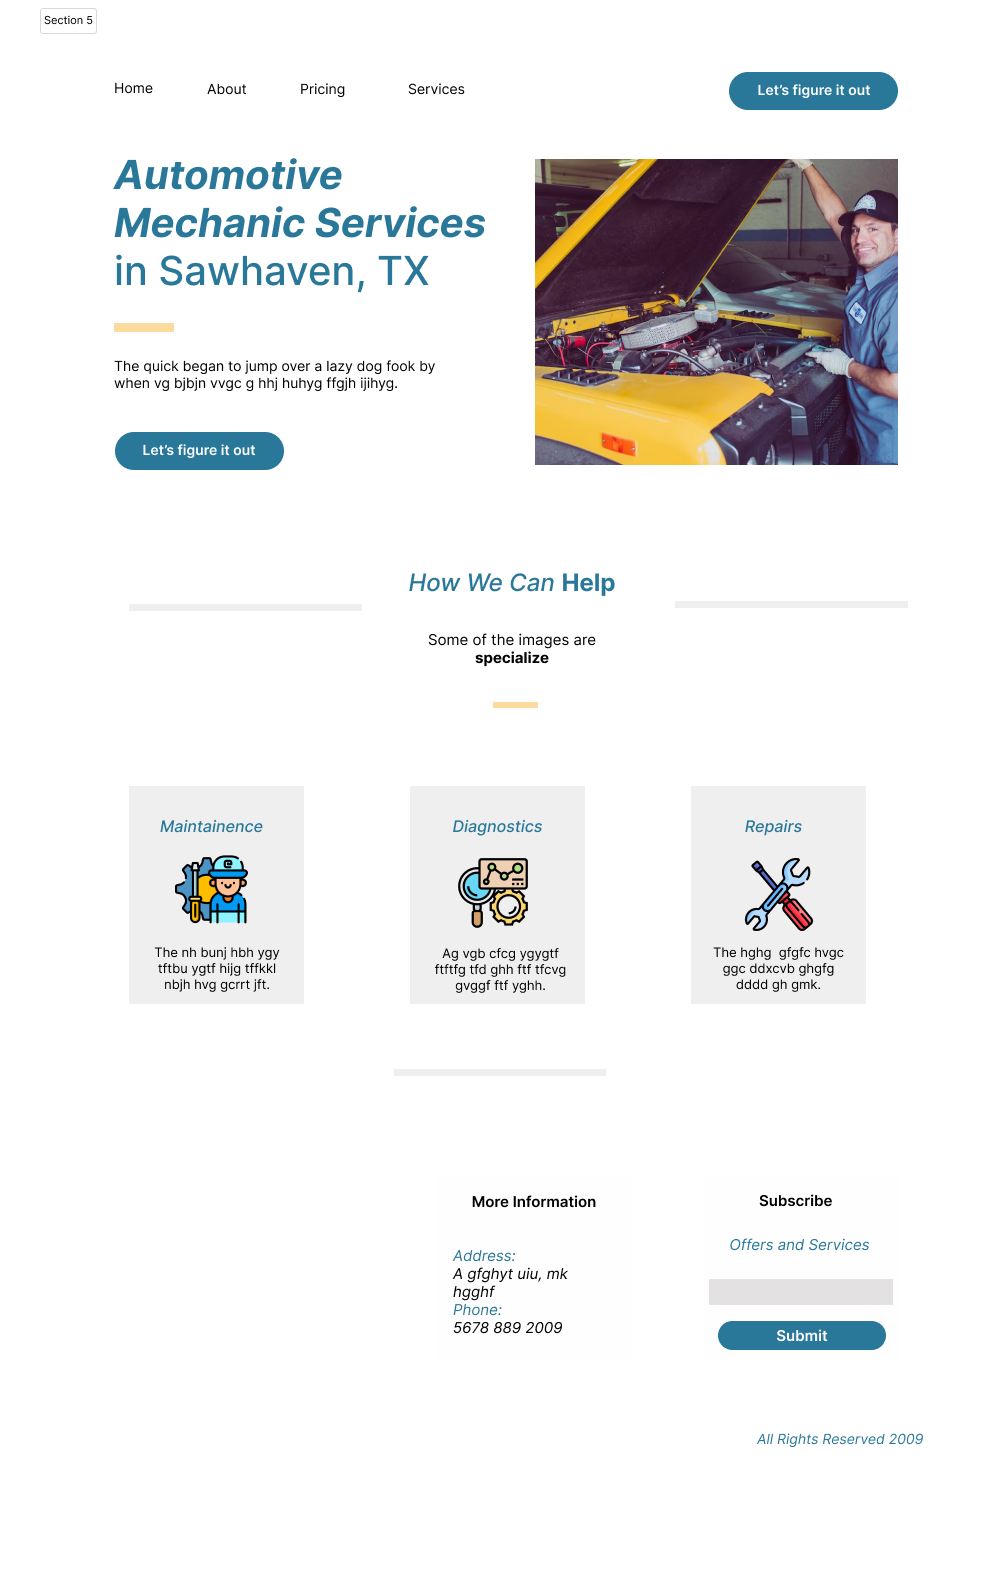 Section 5
Home
About
Pricing
Services
Let's figure it out
Automotive
Mechanic Services
in Sawhaven, TX
The quick began to jump over a lazy dog fook by
when vg bjbjn vvgc g hhj huhyg ffgjh ijihyg.
Let's figure it out
How We Can Help
Some of the images are
specialize
Maintainence
The nh bunj hbh ygy
tftbu ygtf hijg tffkkl
nbjh hvg gcrrt jft.
Diagnostics
Ag vgb cfcg ygygtf
ftftfg tfd ghh ftf tfcvg
gvggf ftf yghh.
Repairs
The hghg gfgfc hvgc
ggc ddxcvb ghgfg
dddd gh gmk.
More Information
Address:
A gfghyt uiu, mk
hgghf
Phone:
5678 889 2009
Subscribe
Offers and Services
Submit
All Rights Reserved 2009